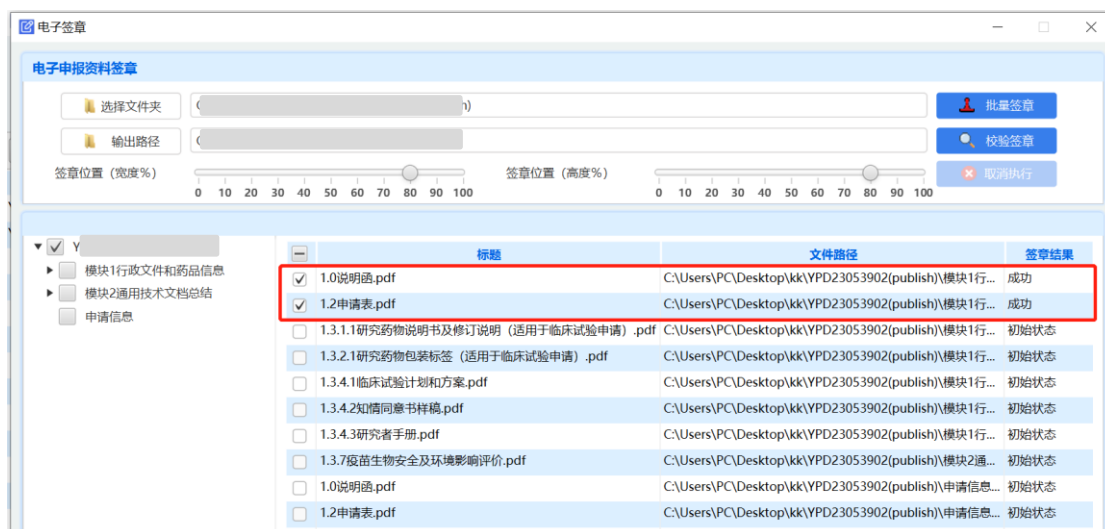 电子签章
电子申报资料签章
选择文件夹
批量签章
输出路径
校验签章
签章位置（宽度%）
0 10 20 30 40 50 60 70 80 90 100
签章位置（高度%）
0 10 20 30 40 50 60 70 80 90 100
取消执行
Y
模块1行政文件和药品信息
模块2通用技术文档总结
申请信息
标题 文件路径 签章结果
1.0说明函.pdf C:\Users\PC\Desktop\kk\YPD23053902(publish)\模块1行... 成功
1.2申请表.pdf C:\Users\PC\Desktop\kk\YPD23053902(publish)\模块1行... 成功
1.3.1.1研究药物说明书及修订说明（适用于临床试验申请）.pdf C:\Users\PC\Desktop\kk\YPD23053902(publish)\模块1行... 初始状态
1.3.2.1研究药物包装标签（适用于临床试验申请）.pdf C:\Users\PC\Desktop\kk\YPD23053902(publish)\模块1行... 初始状态
1.3.4.1临床试验计划和方案.pdf C:\Users\PC\Desktop\kk\YPD23053902(publish)\模块1行... 初始状态
1.3.4.2知情同意书样稿.pdf C:\Users\PC\Desktop\kk\YPD23053902(publish)\模块1行... 初始状态
1.3.4.3研究者手册.pdf C:\Users\PC\Desktop\kk\YPD23053902(publish)\模块1行... 初始状态
1.3.7疫苗生物安全及环境影响评价.pdf C:\Users\PC\Desktop\kk\YPD23053902(publish)\模块2通... 初始状态
1.0说明函.pdf C:\Users\PC\Desktop\kk\YPD23053902(publish)\申请信息... 初始状态
1.2申请表.pdf C:\Users\PC\Desktop\kk\YPD23053902(publish)\申请信息... 初始状态